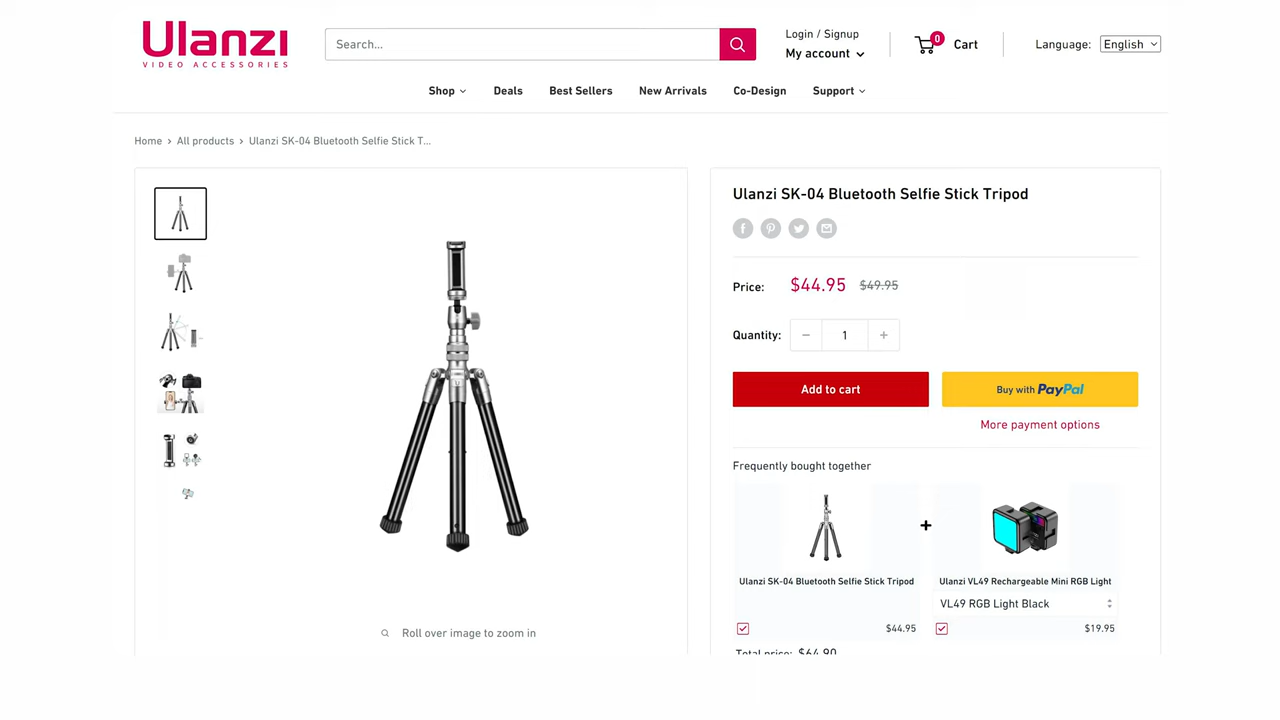 Ulanzi
VIDEO ACCESSORIES
Search...
Login / Signup
My account
0
Cart
Language:
English
Shop
Deals
Best Sellers
New Arrivals
Co-Design
Support
Home › All products › Ulanzi SK-04 Bluetooth Selfie Stick T...
Ulanzi SK-04 Bluetooth Selfie Stick Tripod
Price: $44.95 $49.95
Quantity: − 1 +
Add to cart
Buy with PayPal
More payment options
Frequently bought together
+
Ulanzi SK-04 Bluetooth Selfie Stick Tripod
$44.95
Ulanzi VL49 Rechargeable Mini RGB Light
VL49 RGB Light Black
$19.95
Total price: $64.90
Roll over image to zoom in